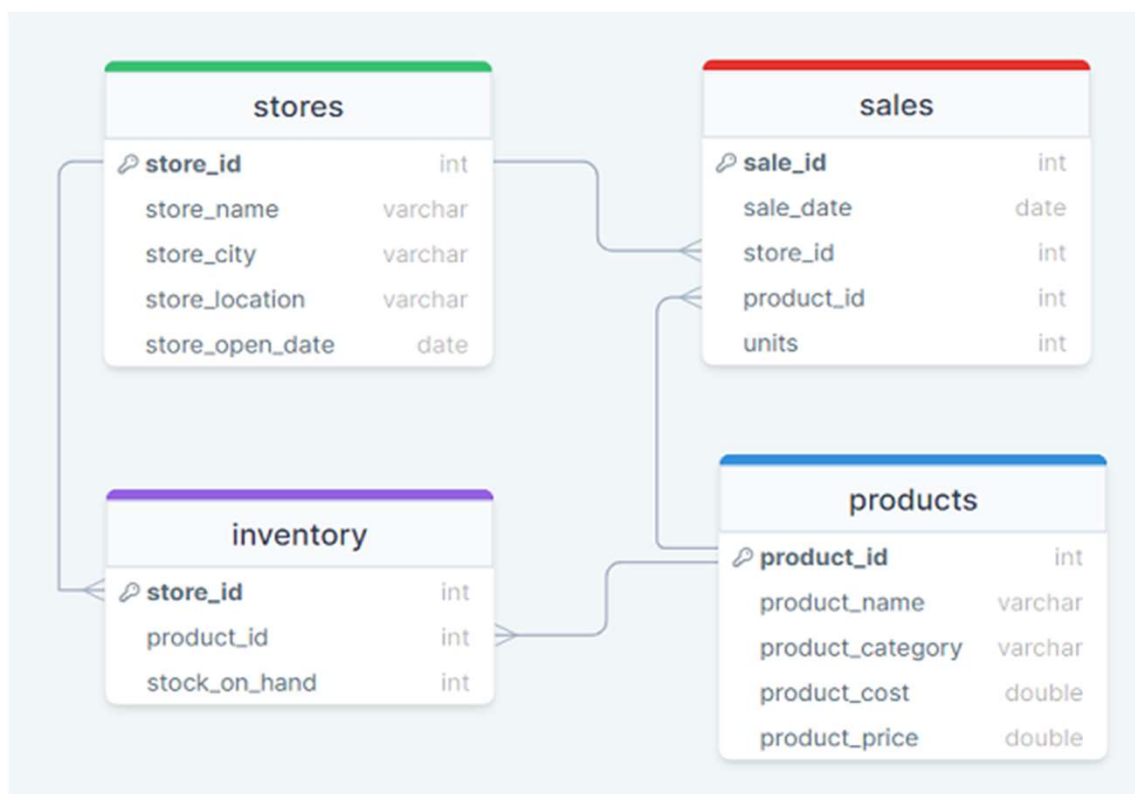 stores
store_id int
store_name varchar
store_city varchar
store_location varchar
store_open_date date
sales
sale_id int
sale_date date
store_id int
product_id int
units int
inventory
store_id int
product_id int
stock_on_hand int
products
product_id int
product_name varchar
product_category varchar
product_cost double
product_price double